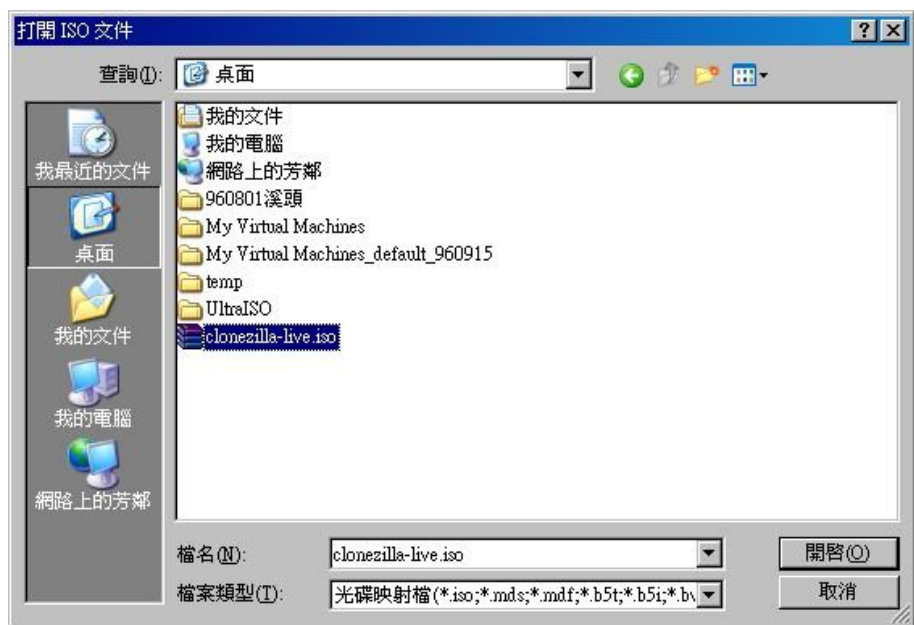 打開 ISO 文件
查詢(I):
桌面
我最近的文件
桌面
我的文件
我的電腦
網路上的芳鄰
我的文件
我的電腦
網路上的芳鄰
960801溪頭
My Virtual Machines
My Virtual Machines_default_960915
temp
UltraISO
clonezilla-live.iso
檔名(N):
clonezilla-live.iso
開啓(O)
檔案類型(T):
光碟映射檔(*.iso;*.mds;*.mdf;*.b5t;*.b5i;*.b
取消